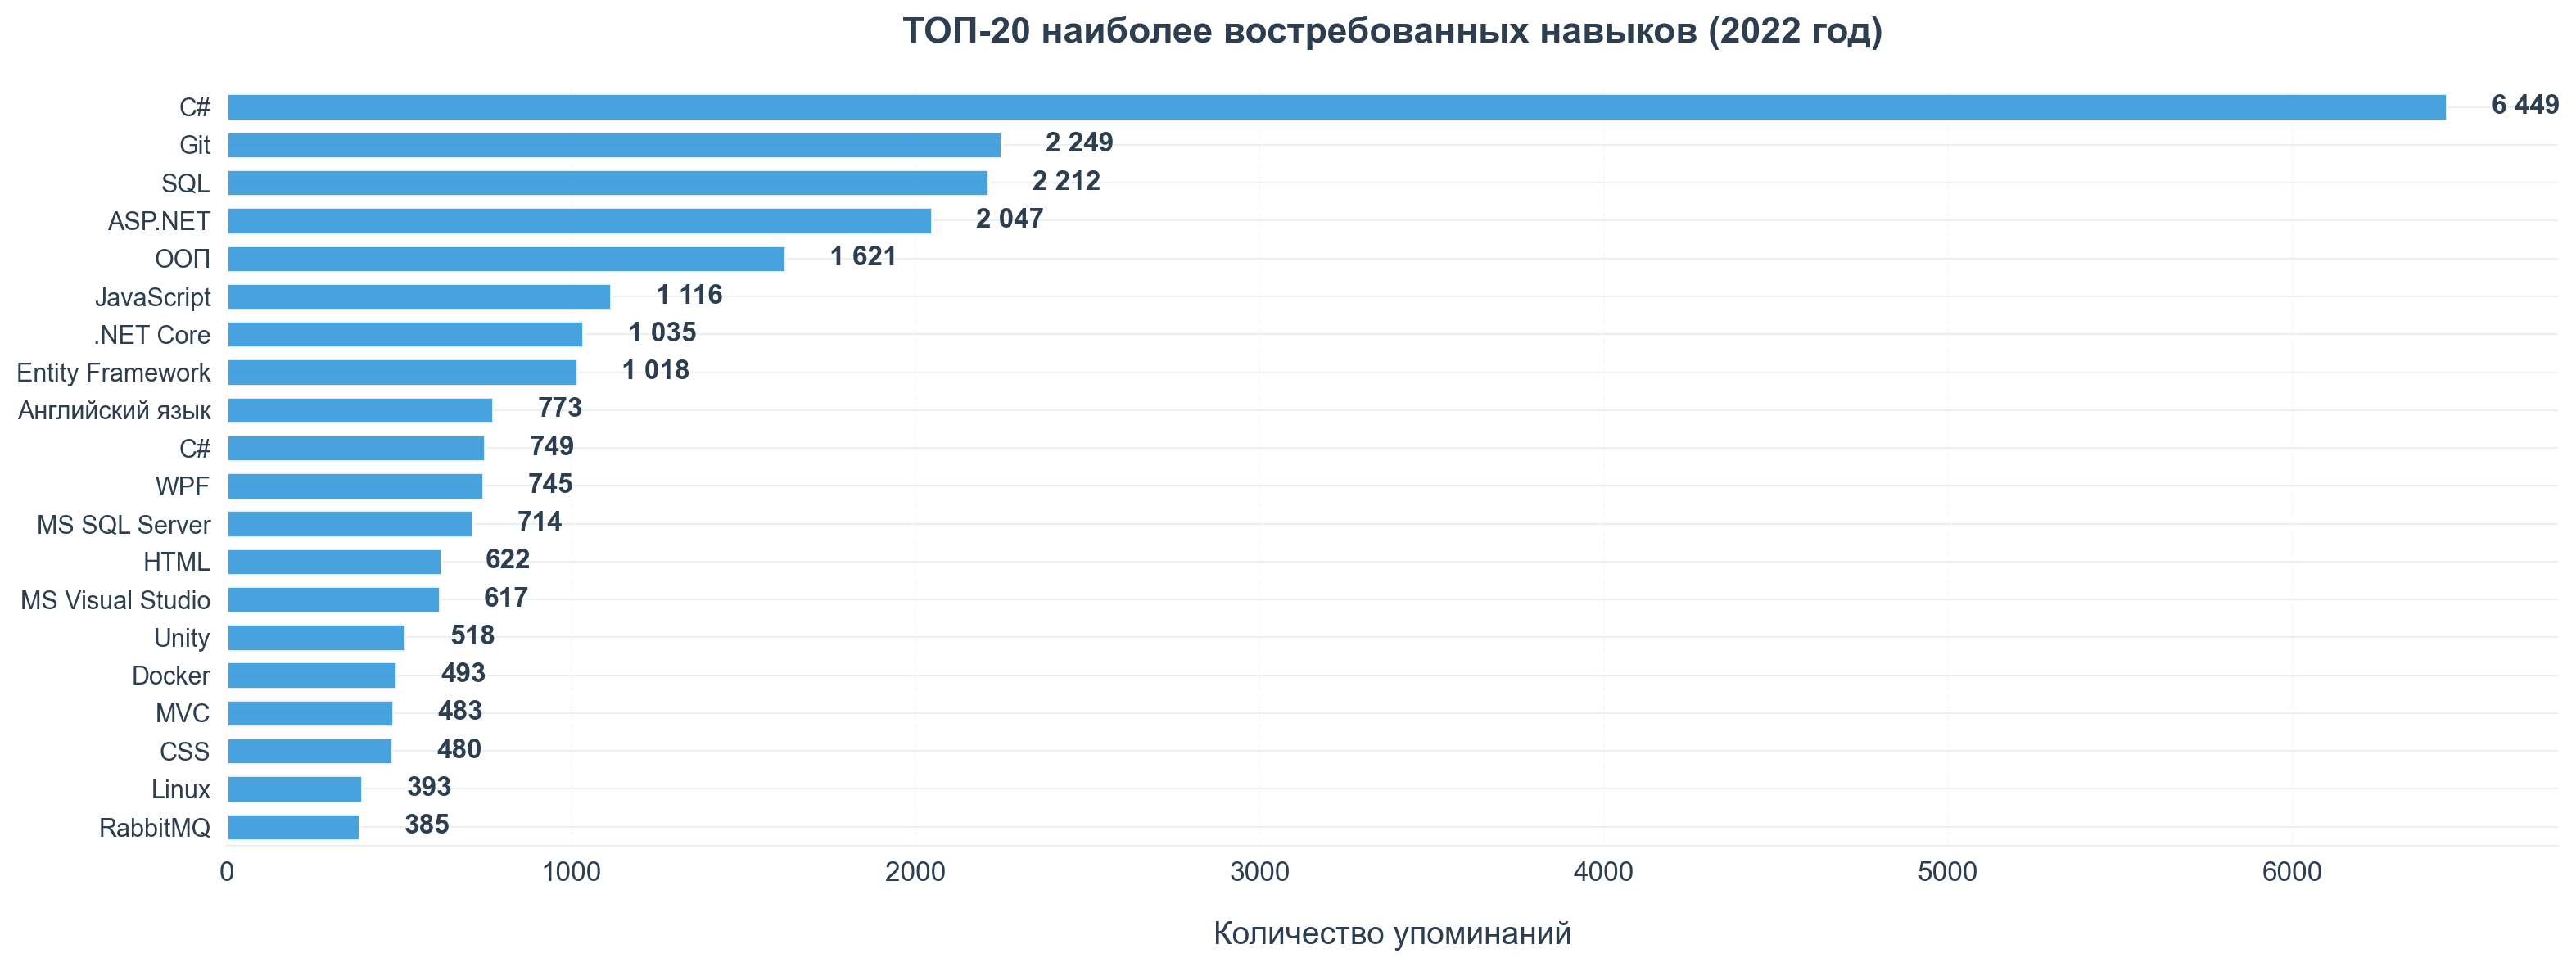 ТОП-20 наиболее востребованных навыков (2022 год)
C# 6 449
Git 2 249
SQL 2 212
ASP.NET 2 047
ООП 1 621
JavaScript 1 116
.NET Core 1 035
Entity Framework 1 018
Английский язык 773
C# 749
WPF 745
MS SQL Server 714
HTML 622
MS Visual Studio 617
Unity 518
Docker 493
MVC 483
CSS 480
Linux 393
RabbitMQ 385
0 1000 2000 3000 4000 5000 6000
Количество упоминаний